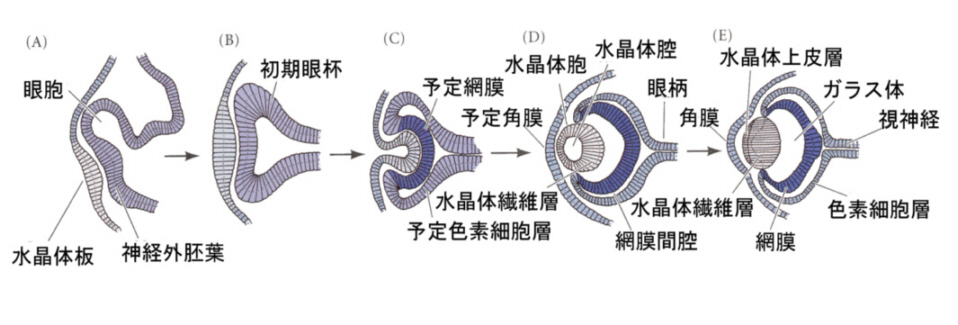 (A)
眼胞
水晶体板
神経外胚葉
(B)
初期眼杯
(C)
予定網膜
水晶体繊維層
予定色素細胞層
(D)
水晶体腔
水晶体胞
予定角膜
眼柄
網膜間腔
(E)
水晶体上皮層
ガラス体
角膜
視神経
水晶体繊維層
色素細胞層
網膜